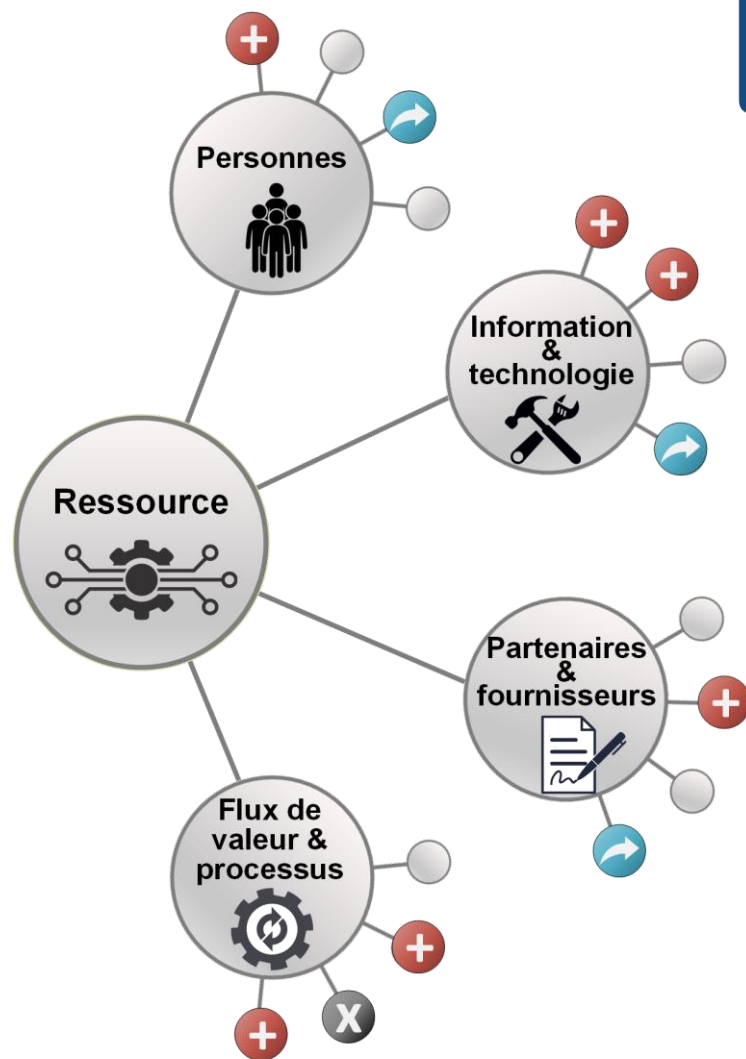 Personnes
Information
&
technologie
Ressource
Partenaires
&
fournisseurs
Flux de
valeur &
processus
X